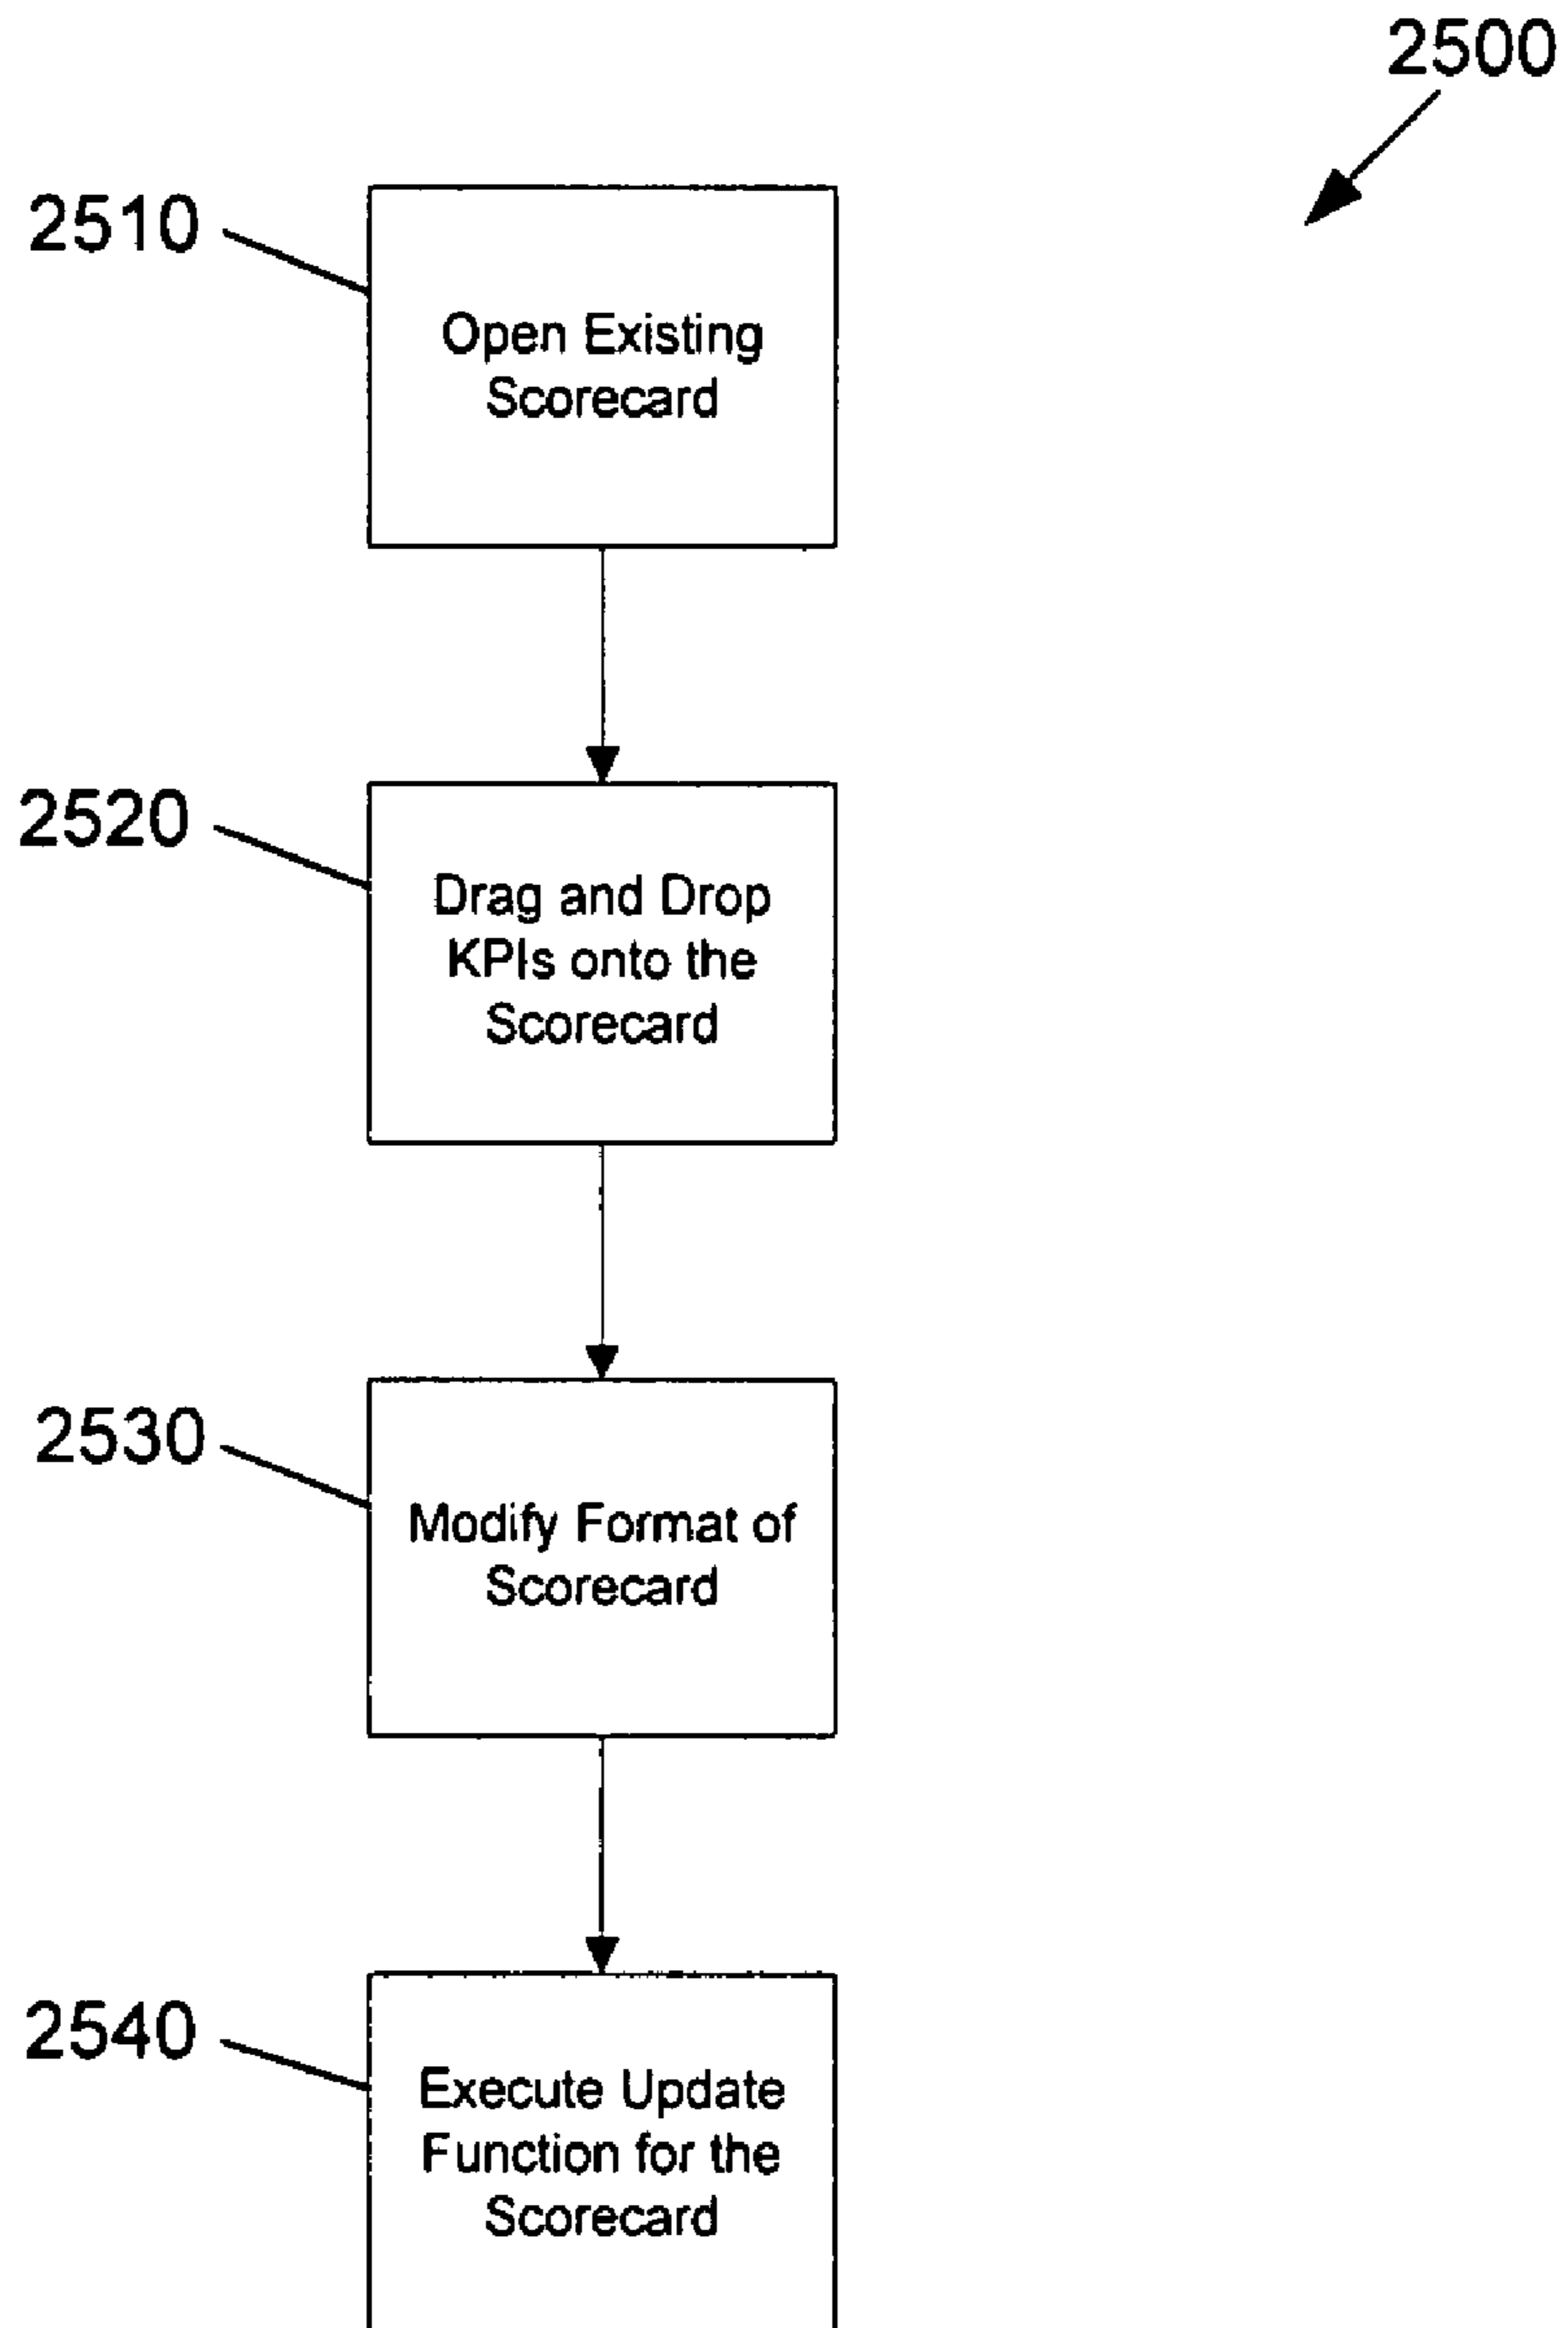 2500
2510
Open Existing
Scorecard
2520
Drag and Drop
KPIs onto the
Scorecard
2530
Modify Format of
Scorecard
2540
Execute Update
Function for the
Scorecard